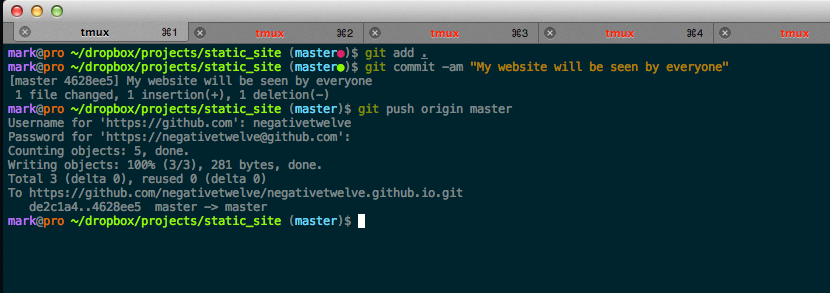 tmux ⌘1 tmux ⌘2 tmux ⌘3 tmux ⌘4 tmux
mark@pro ~/dropbox/projects/static_site (master●)$ git add .
mark@pro ~/dropbox/projects/static_site (master●)$ git commit -am "My website will be seen by everyone"
[master 4628ee5] My website will be seen by everyone
 1 file changed, 1 insertion(+), 1 deletion(-)
mark@pro ~/dropbox/projects/static_site (master)$ git push origin master
Username for 'https://github.com': negativetwelve
Password for 'https://negativetwelve@github.com':
Counting objects: 5, done.
Writing objects: 100% (3/3), 281 bytes, done.
Total 3 (delta 0), reused 0 (delta 0)
To https://github.com/negativetwelve/negativetwelve.github.io.git
   de2c1a4..4628ee5  master -> master
mark@pro ~/dropbox/projects/static_site (master)$